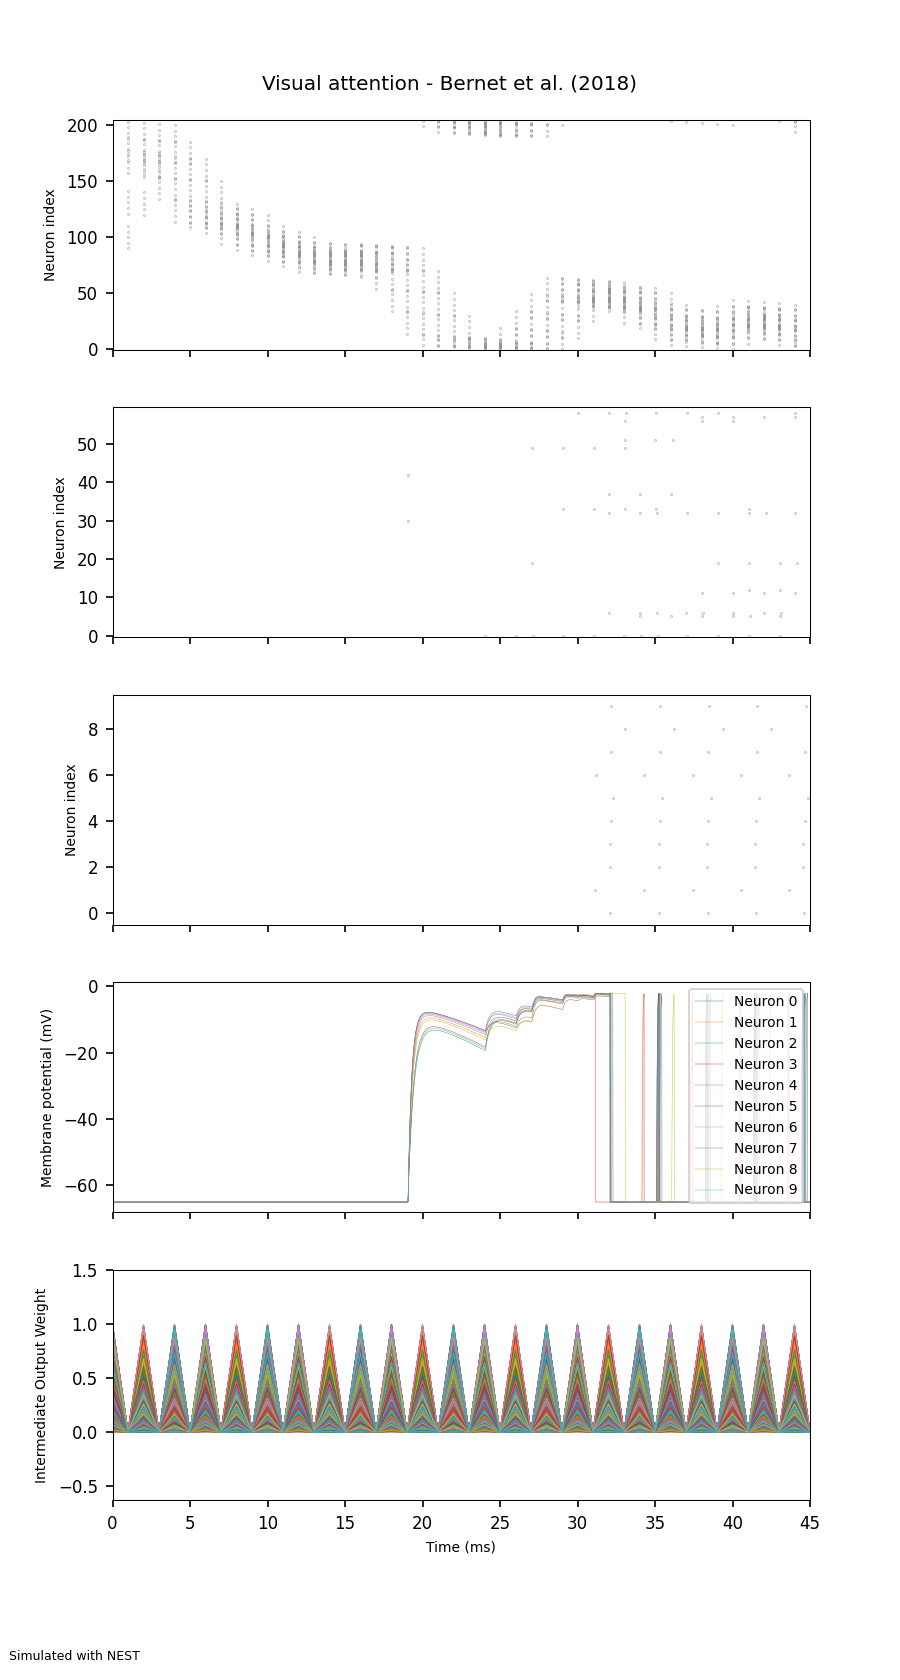 Visual attention - Bernet et al. (2018)
200
150
100
50
0
Neuron index
50
40
30
20
10
0
Neuron index
8
6
4
2
0
Neuron index
0
−20
−40
−60
Membrane potential (mV)
Neuron 0
Neuron 1
Neuron 2
Neuron 3
Neuron 4
Neuron 5
Neuron 6
Neuron 7
Neuron 8
Neuron 9
1.5
1.0
0.5
0.0
−0.5
Intermediate Output Weight
0 5 10 15 20 25 30 35 40 45
Time (ms)
Simulated with NEST